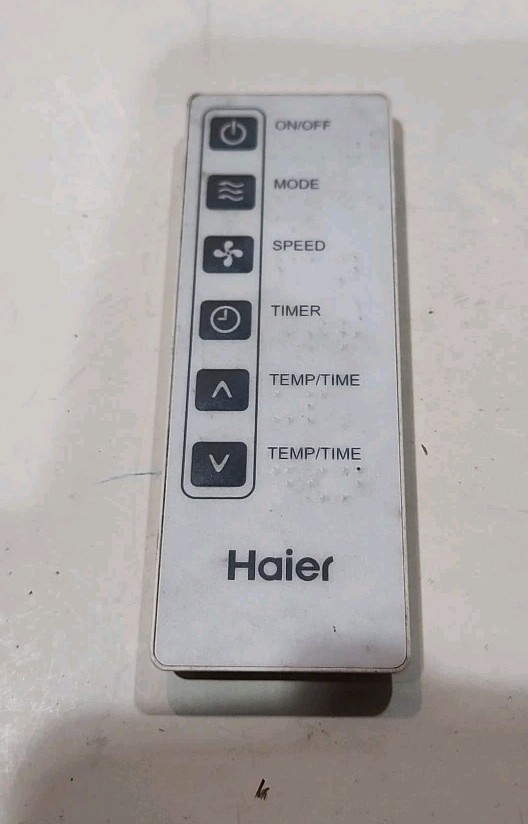 ON/OFF
MODE
SPEED
TIMER
TEMP/TIME
TEMP/TIME
Haier